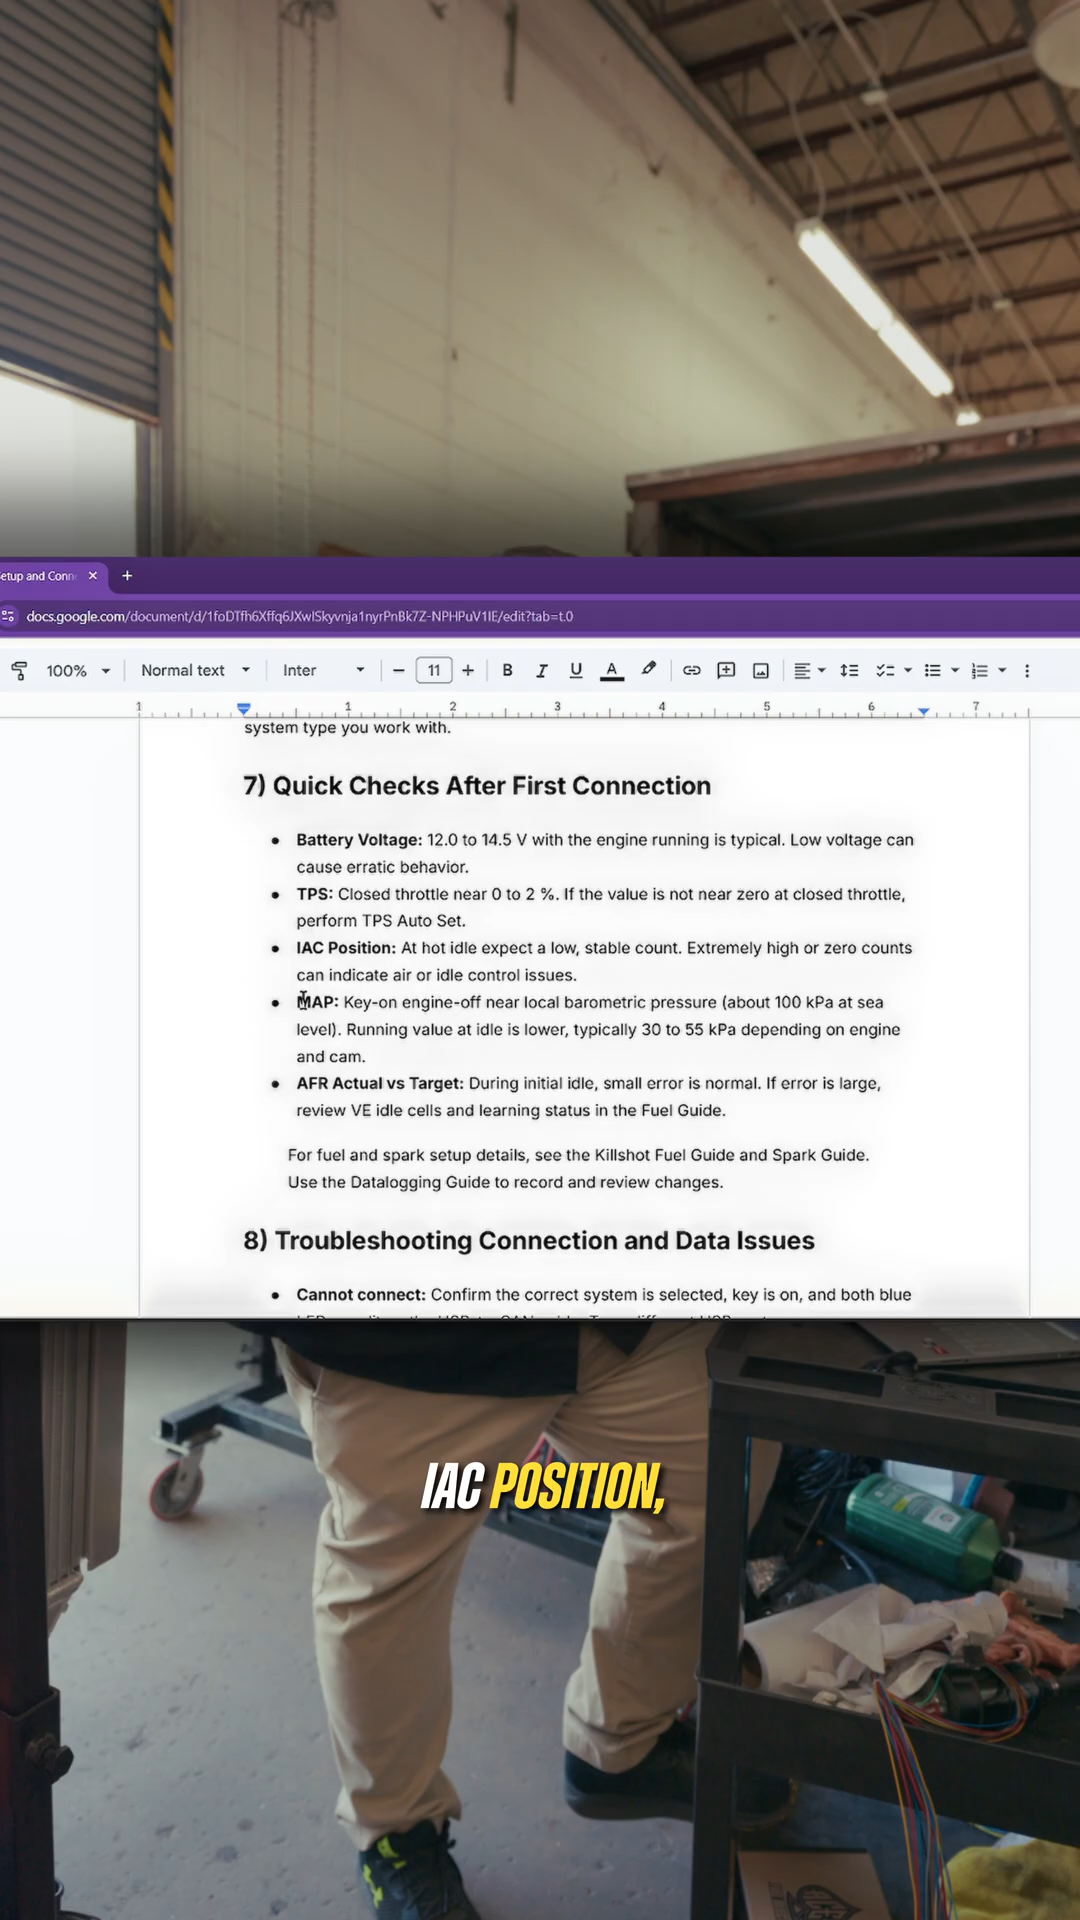 etup and Conn
docs.google.com/document/d/1foDTfh6Xffq6JXwlSkyvnja1nyrPnBk7Z-NPHPuV1IE/edit?tab=t.0
100% Normal text Inter 11 B I U A
1 1 2 3 4 5 6 7
system type you work with.
7) Quick Checks After First Connection
● Battery Voltage: 12.0 to 14.5 V with the engine running is typical. Low voltage can
cause erratic behavior.
● TPS: Closed throttle near 0 to 2 %. If the value is not near zero at closed throttle,
perform TPS Auto Set.
● IAC Position: At hot idle expect a low, stable count. Extremely high or zero counts
can indicate air or idle control issues.
● MAP: Key-on engine-off near local barometric pressure (about 100 kPa at sea
level). Running value at idle is lower, typically 30 to 55 kPa depending on engine
and cam.
● AFR Actual vs Target: During initial idle, small error is normal. If error is large,
review VE idle cells and learning status in the Fuel Guide.
For fuel and spark setup details, see the Killshot Fuel Guide and Spark Guide.
Use the Datalogging Guide to record and review changes.
8) Troubleshooting Connection and Data Issues
● Cannot connect: Confirm the correct system is selected, key is on, and both blue
IAC POSITION,